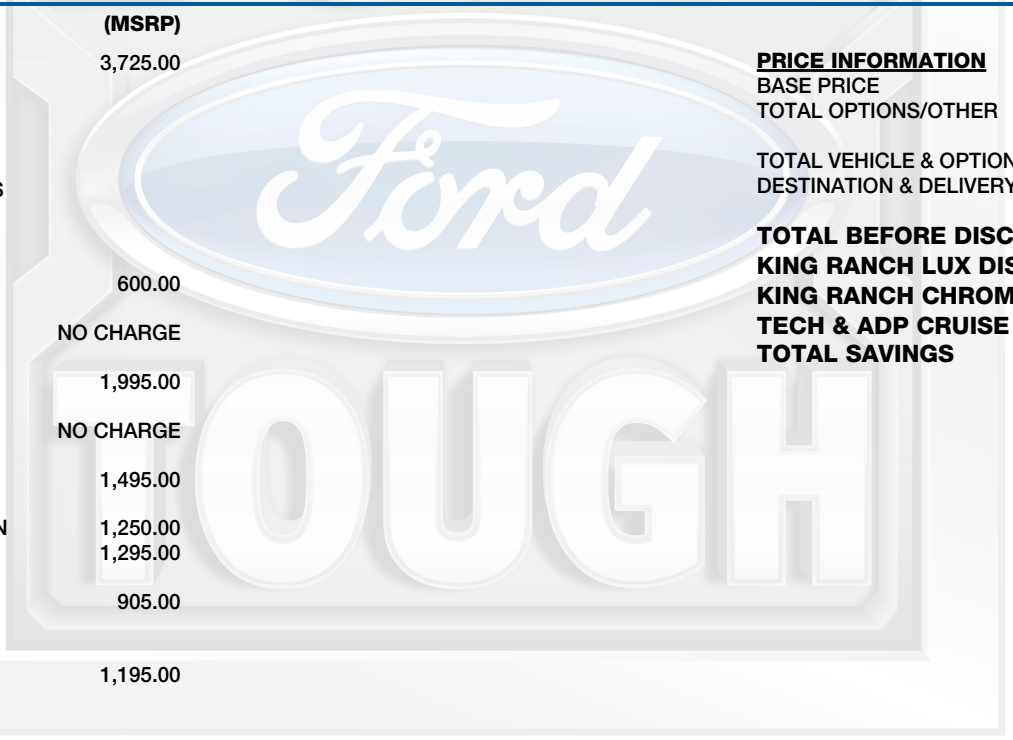 (MSRP)
3,725.00
S
600.00
NO CHARGE
1,995.00
NO CHARGE
1,495.00
N 1,250.00
1,295.00
905.00
1,195.00
PRICE INFORMATION
BASE PRICE
TOTAL OPTIONS/OTHER
TOTAL VEHICLE & OPTION
DESTINATION & DELIVERY
TOTAL BEFORE DISC
KING RANCH LUX DIS
KING RANCH CHROM
TECH & ADP CRUISE
TOTAL SAVINGS
Ford
TOUGH